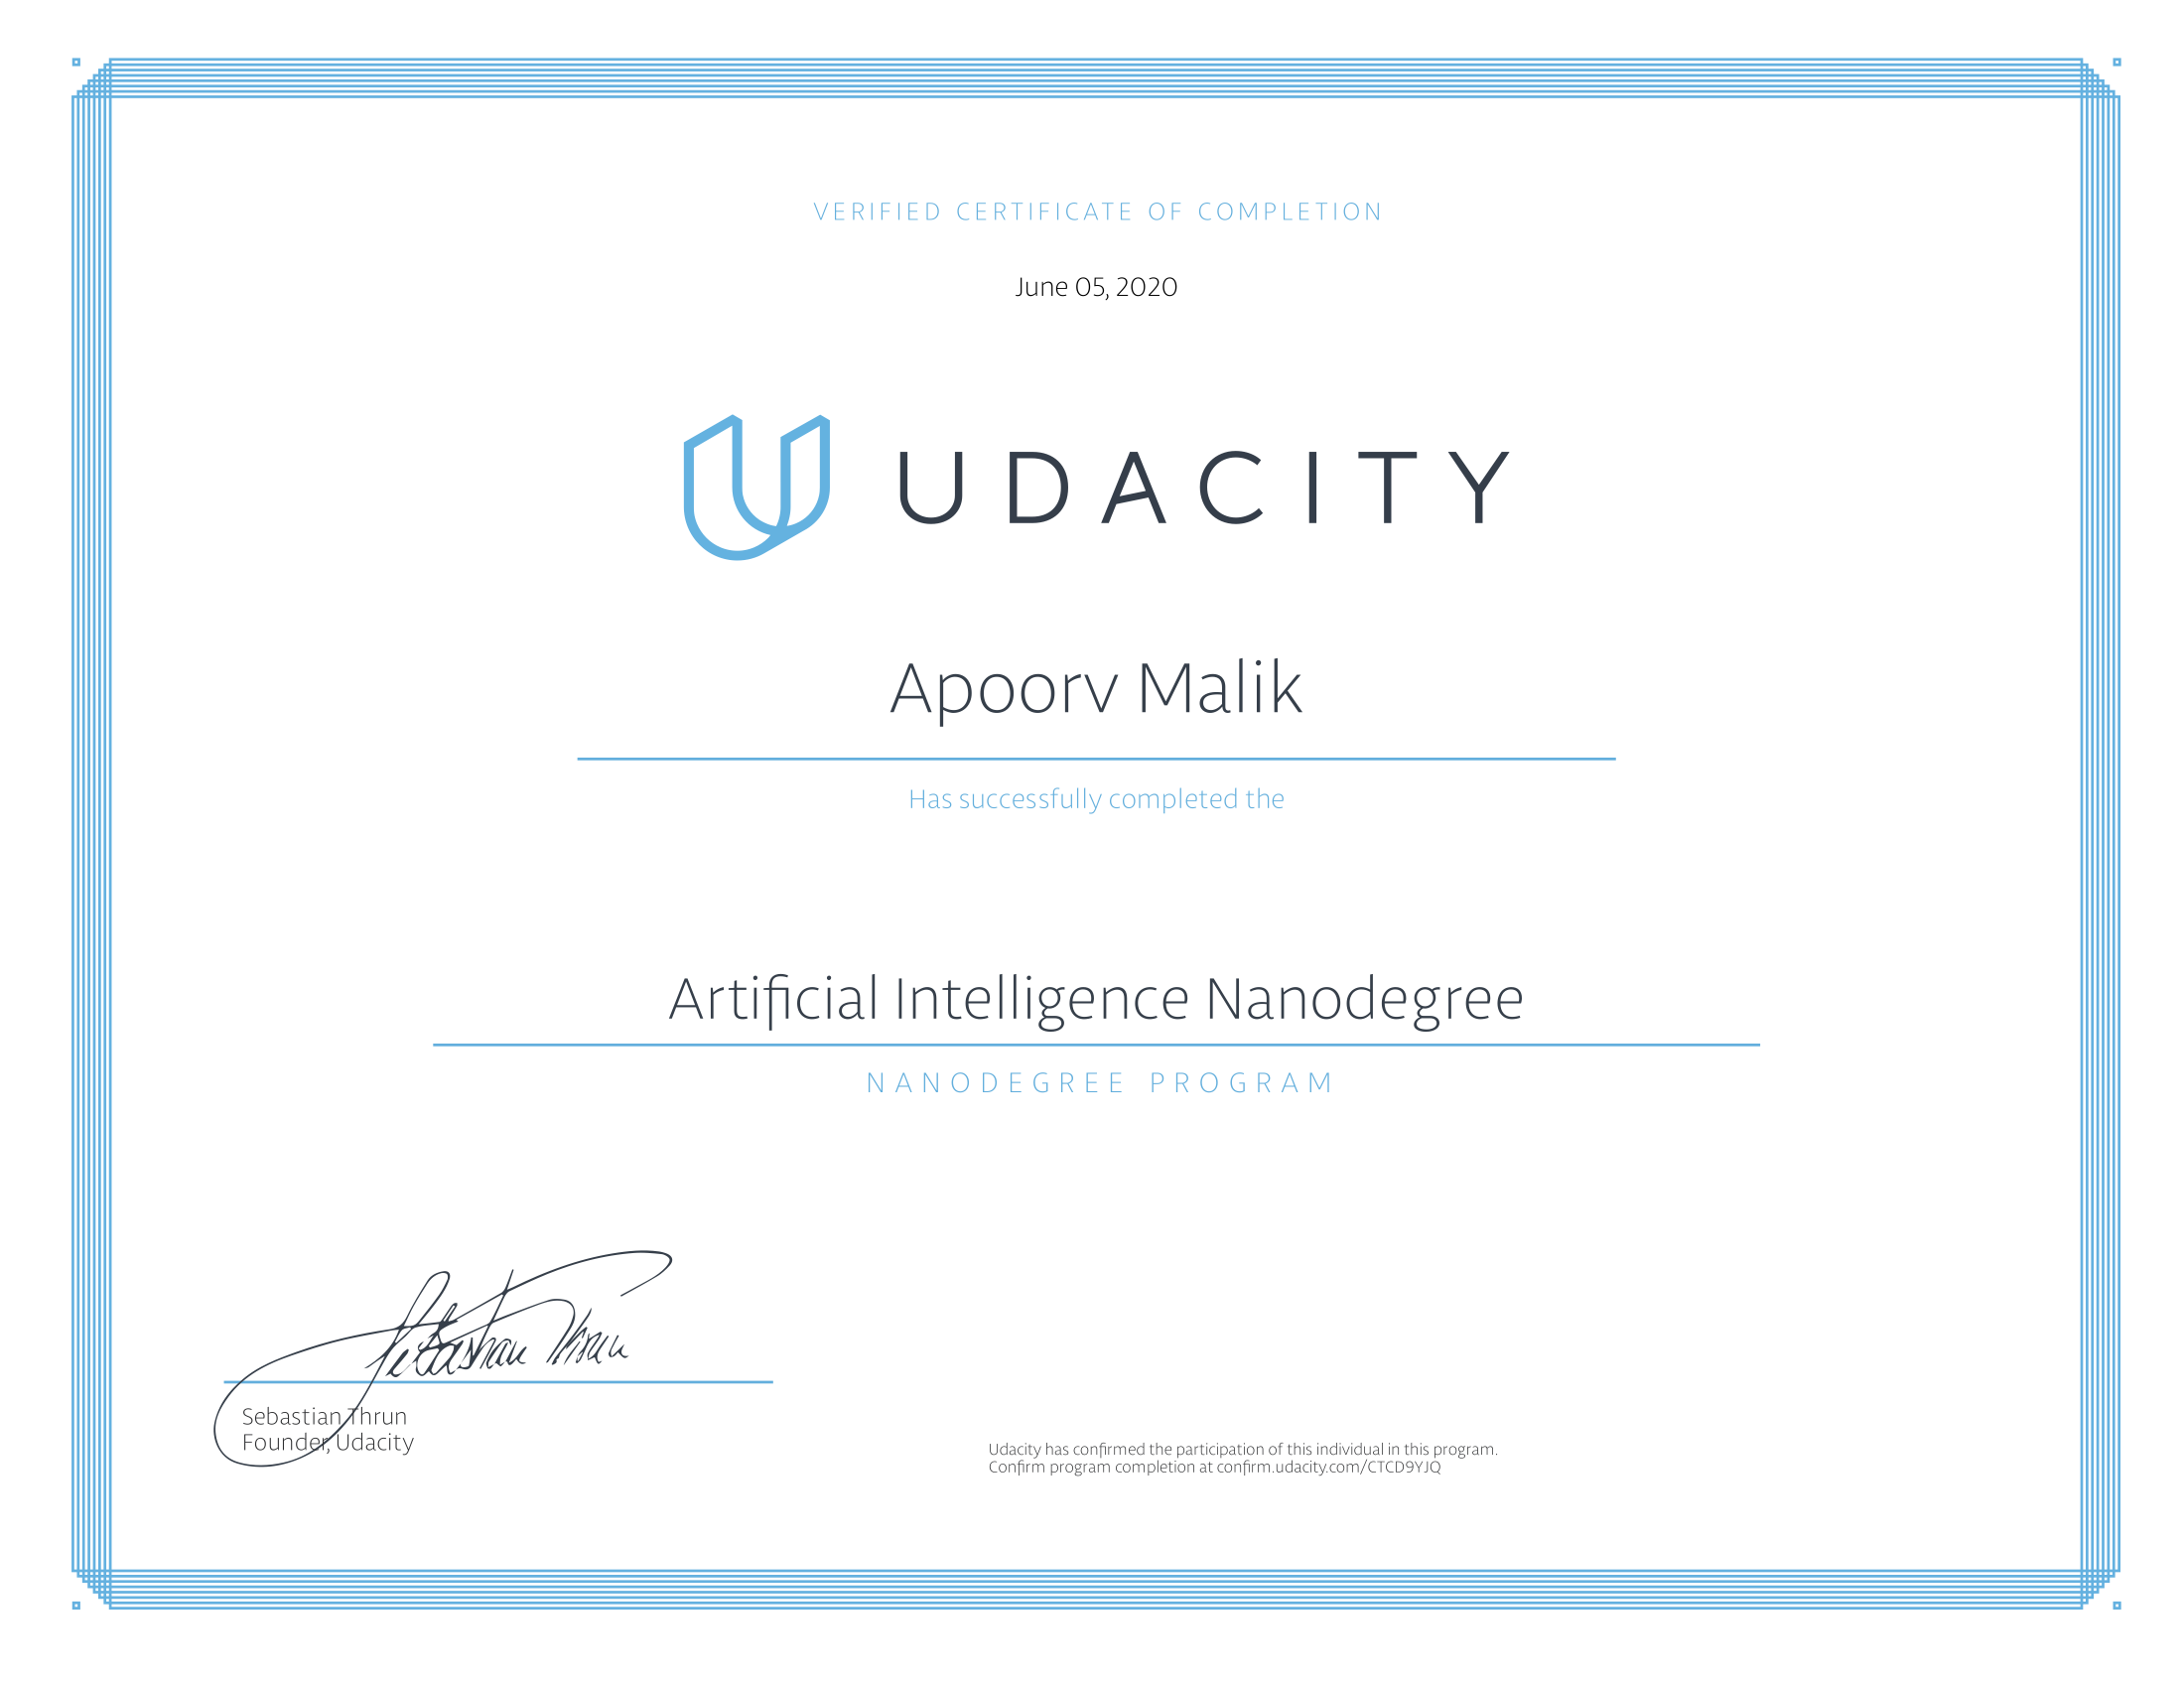 VERIFIED CERTIFICATE OF COMPLETION
June 05, 2020
UDACITY
Apoorv Malik
Has successfully completed the
Artificial Intelligence Nanodegree
NANODEGREE PROGRAM
Sebastian Thrun
Sebastian Thrun
Founder, Udacity
Udacity has confirmed the participation of this individual in this program.
Confirm program completion at confirm.udacity.com/CTCD9YJQ